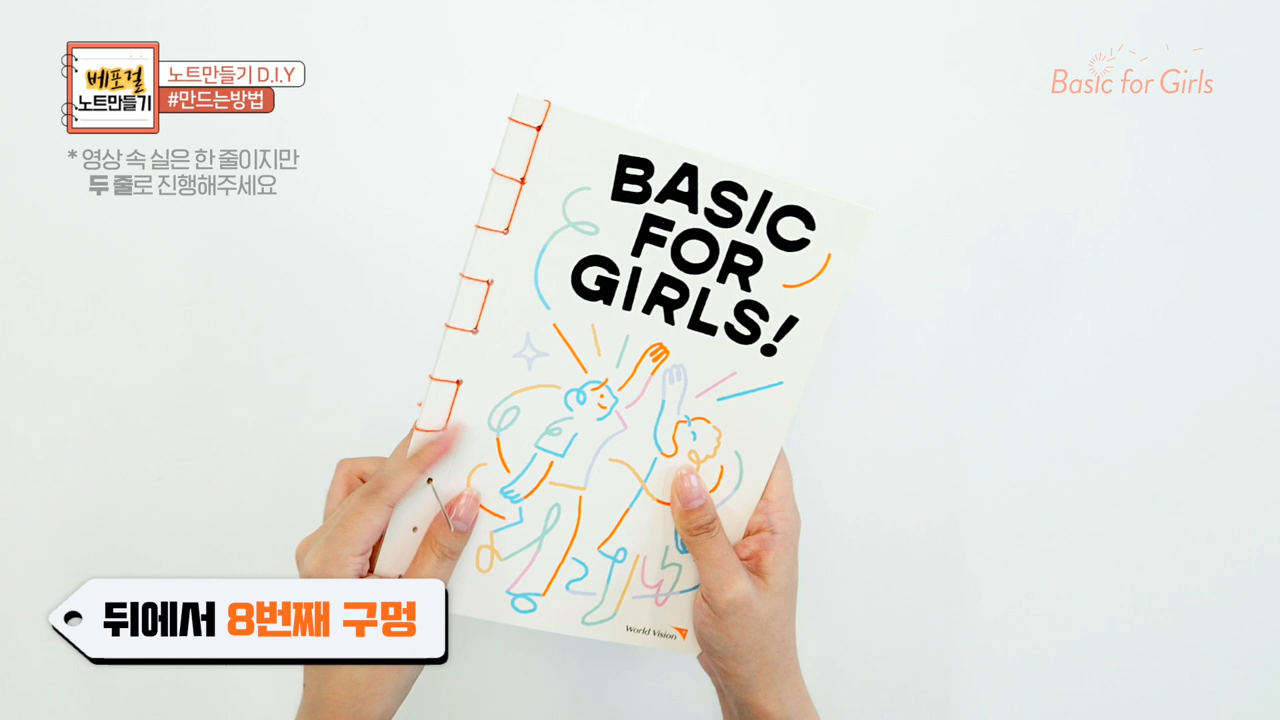 베포걸
노트만들기
노트만들기 D.I.Y
#만드는방법
* 영상 속 실은 한 줄이지만
두 줄로 진행해주세요
Basic for Girls
BASIC
FOR
GIRLS!
World Vision
뒤에서 8번째 구멍